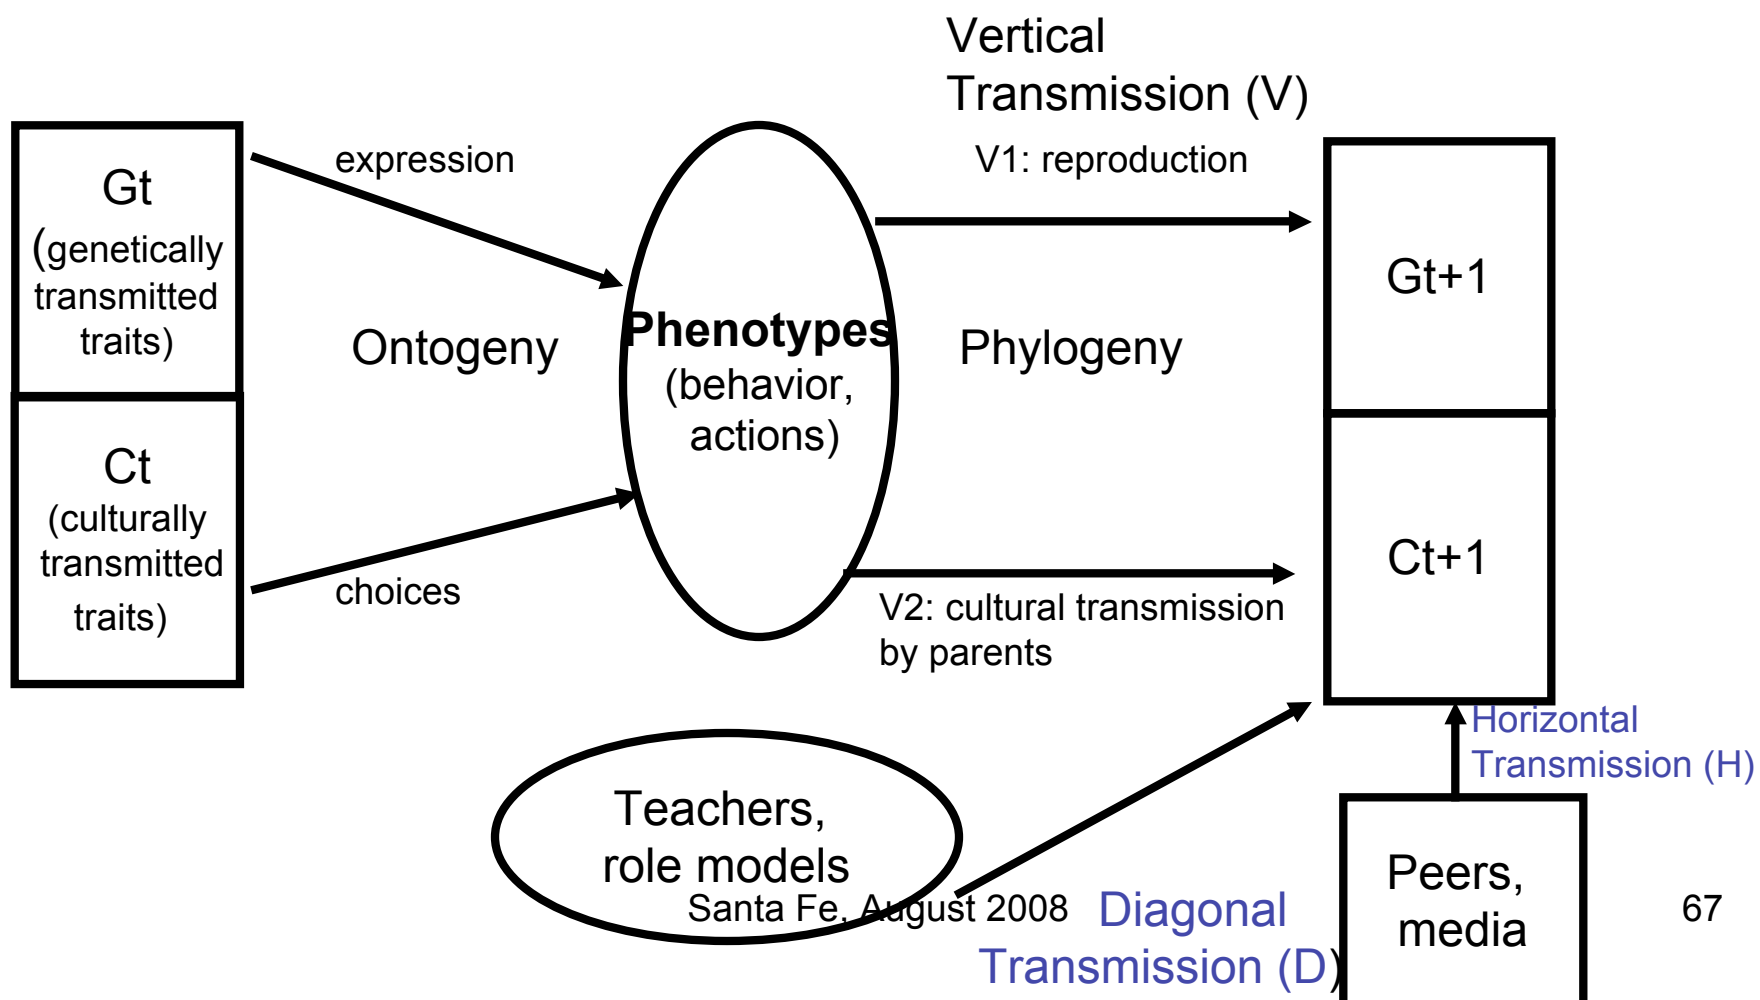 Vertical
Transmission (V)
expression
V1: reproduction
Gt
(genetically
transmitted
traits)
Gt+1
Ontogeny
Phenotypes
(behavior,
actions)
Phylogeny
Ct
(culturally
transmitted
traits)
choices
Ct+1
V2: cultural transmission
by parents
Horizontal
Transmission (H)
Teachers,
role models
Peers,
media
Santa Fe, August 2008
Diagonal
Transmission (D)
67